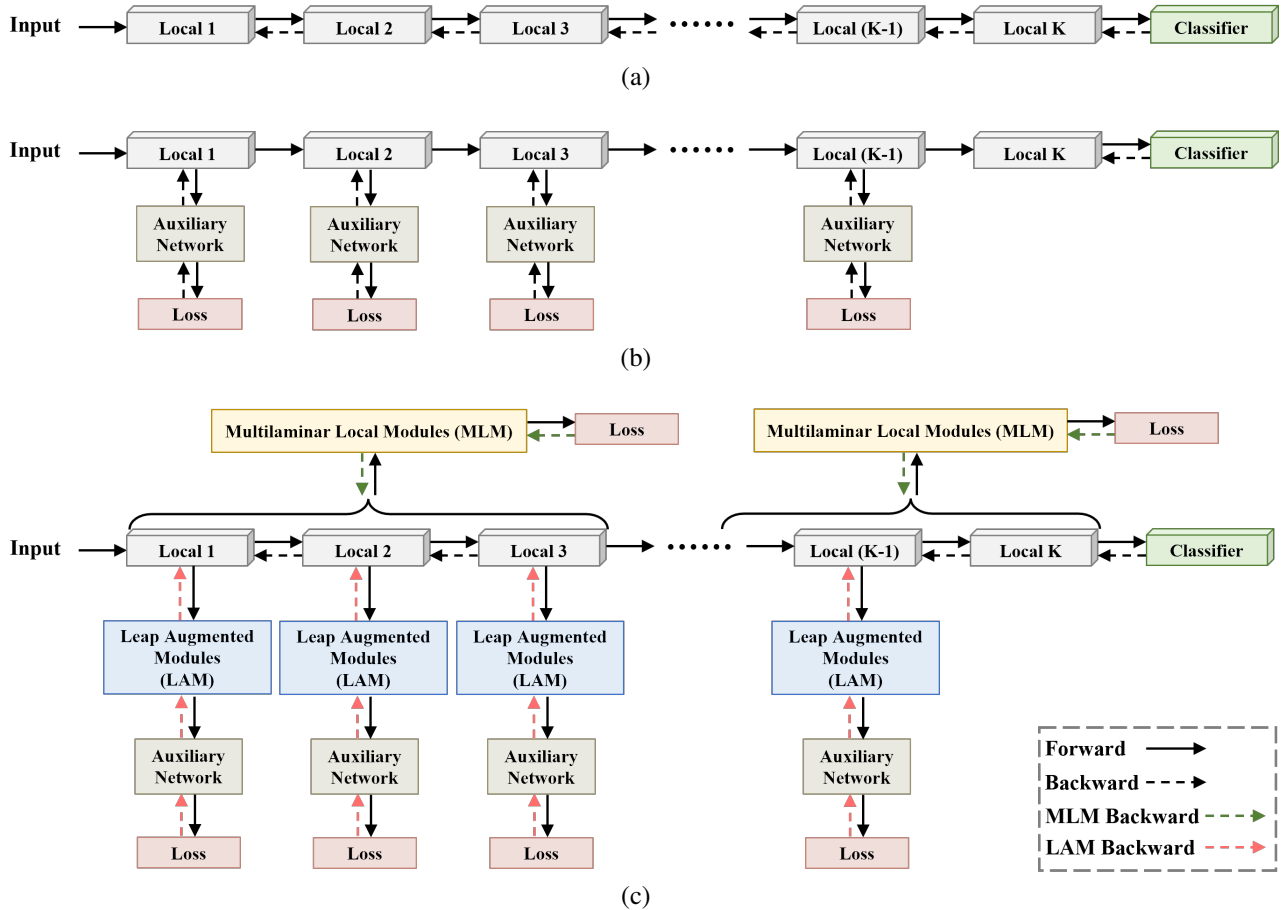 Input Local 1 Local 2 Local 3 Local (K-1) Local K Classifier
(a)
Input Local 1 Local 2 Local 3 Local (K-1) Local K Classifier
Auxiliary Auxiliary Auxiliary Auxiliary
Network Network Network Network
Loss Loss Loss Loss
(b)
Multilaminar Local Modules (MLM) Loss Multilaminar Local Modules (MLM) Loss
Input Local 1 Local 2 Local 3 Local (K-1) Local K Classifier
Leap Augmented Leap Augmented Leap Augmented Leap Augmented
Modules Modules Modules Modules
(LAM) (LAM) (LAM) (LAM)
Auxiliary Auxiliary Auxiliary Auxiliary
Network Network Network Network
Loss Loss Loss Loss
Forward
Backward
MLM Backward
LAM Backward
(c)